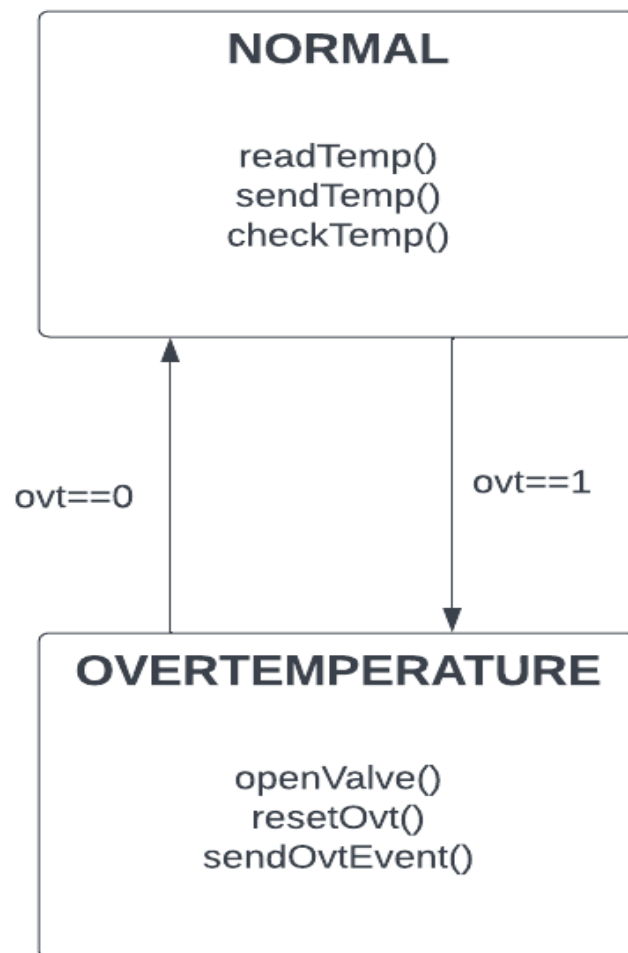 NORMAL
readTemp()
sendTemp()
checkTemp()
ovt==0
ovt==1
OVERTEMPERATURE
openValve()
resetOvt()
sendOvtEvent()